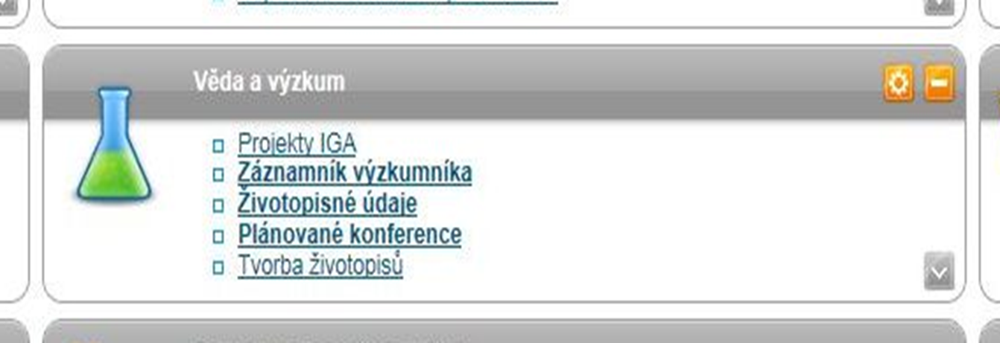 Věda a výzkum
Projekty IGA
Záznamník výzkumníka
Životopisné údaje
Plánované konference
Tvorba životopisů